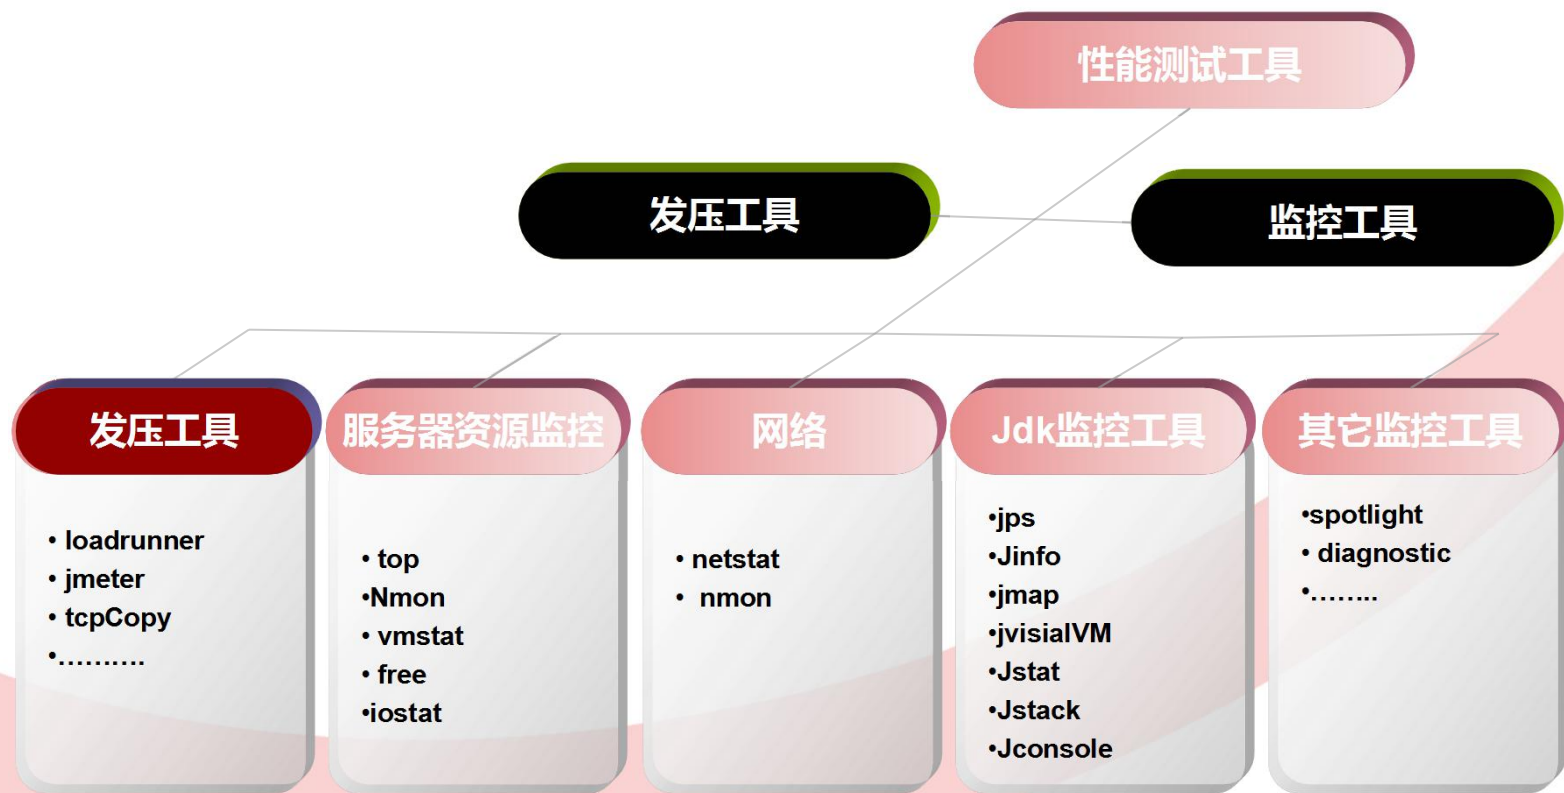 性能测试工具
发压工具
监控工具
发压工具
• loadrunner
• jmeter
• tcpCopy
•……….
服务器资源监控
• top
•Nmon
• vmstat
• free
•iostat
网络
• netstat
• nmon
Jdk监控工具
•jps
•Jinfo
•jmap
•jvisialVM
•Jstat
•Jstack
•Jconsole
其它监控工具
•spotlight
• diagnostic
•……..